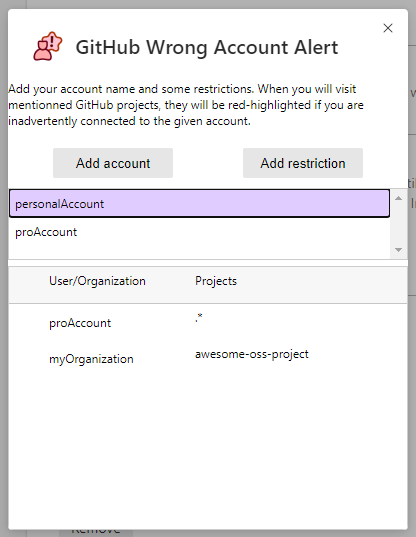 GitHub Wrong Account Alert
Add your account name and some restrictions. When you will visit
mentionned GitHub projects, they will be red-highlighted if you are
inadvertently connected to the given account.
Add account
Add restriction
personalAccount
proAccount
User/Organization
Projects
proAccount
.*
myOrganization
awesome-oss-project
Remove